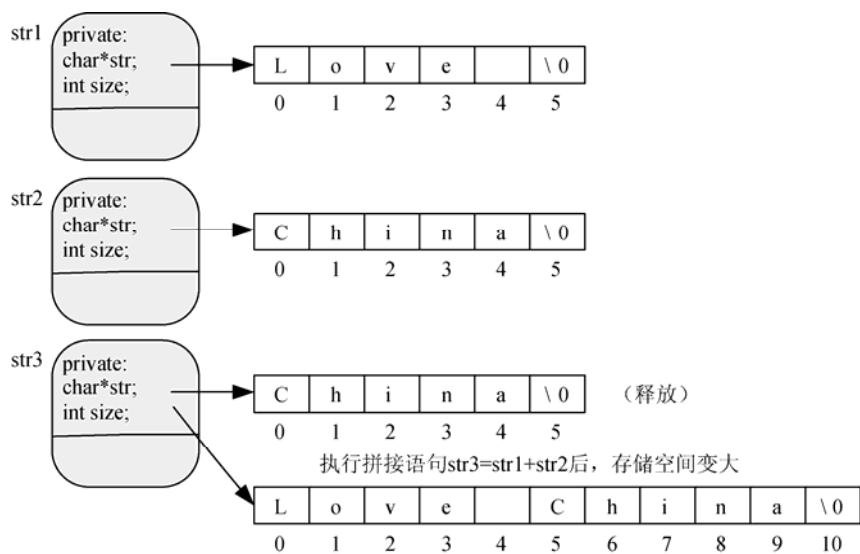 str1
private:
char*str;
int size;
L o v e \ 0
0 1 2 3 4 5
str2
private:
char*str;
int size;
C h i n a \ 0
0 1 2 3 4 5
str3
private:
char*str;
int size;
C h i n a \ 0 （释放）
0 1 2 3 4 5
执行拼接语句str3=str1+str2后，存储空间变大
L o v e C h i n a \ 0
0 1 2 3 4 5 6 7 8 9 10